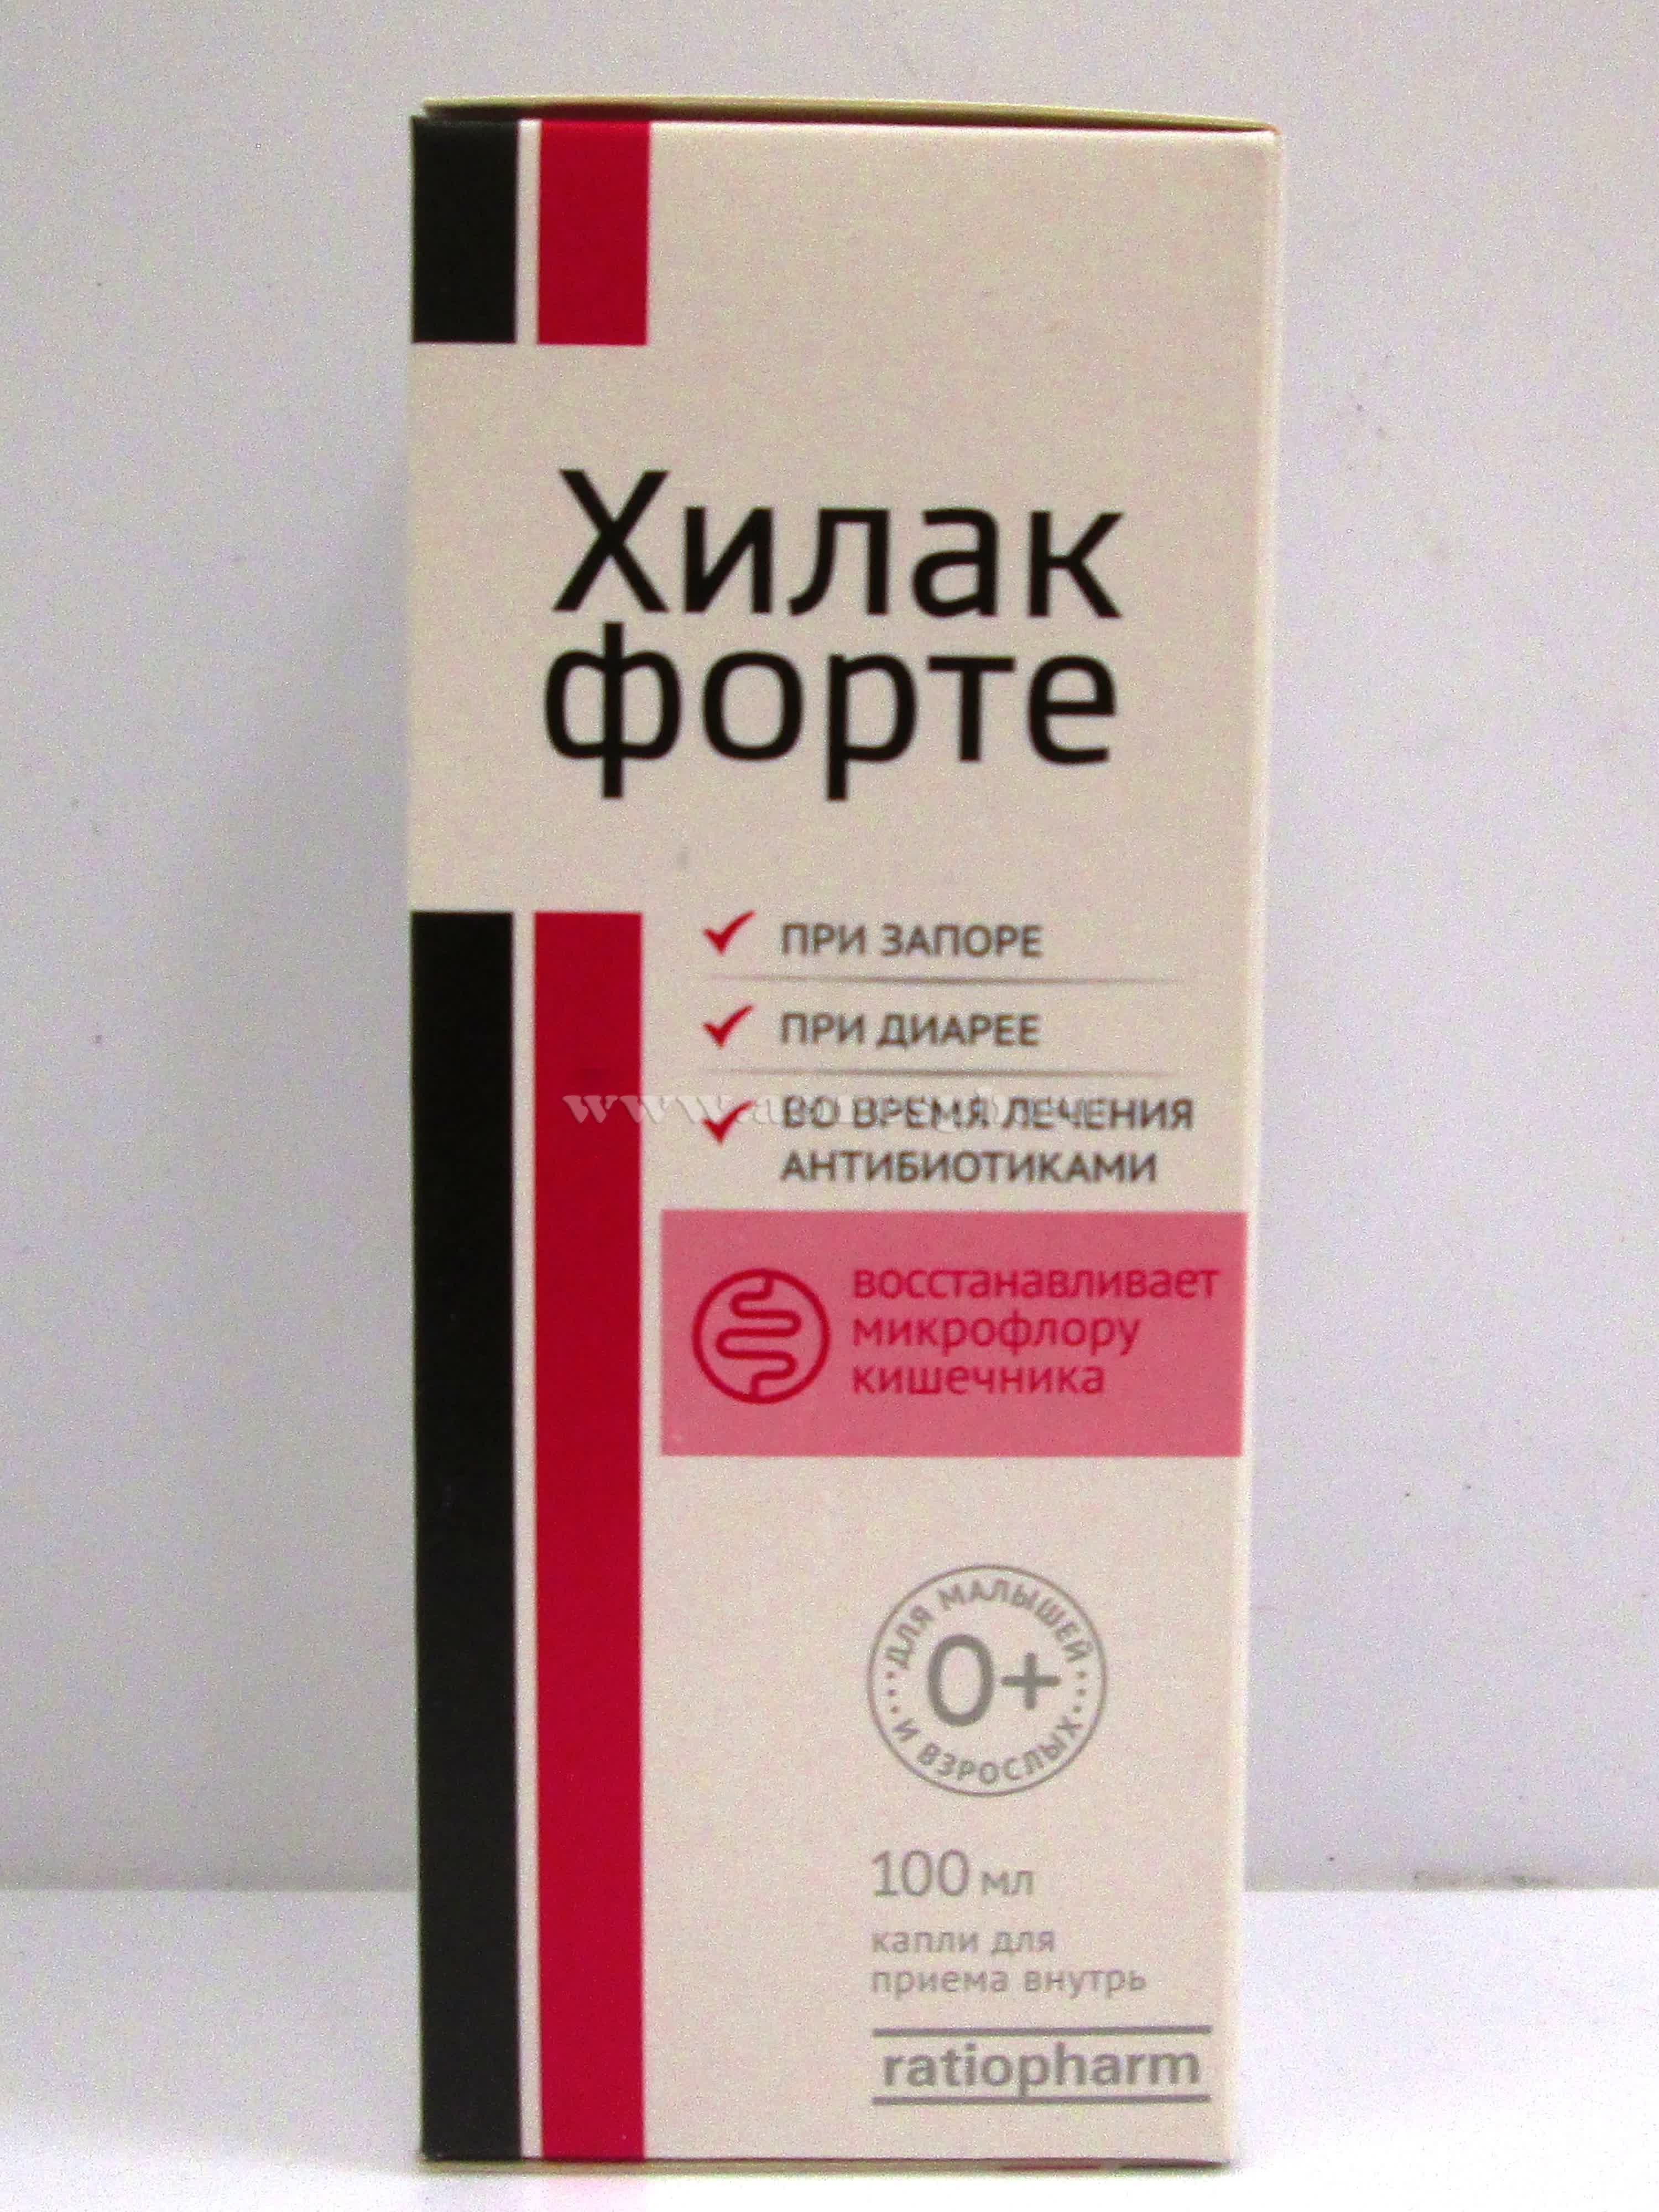 Хилак
форте
ПРИ ЗАПОРЕ
ПРИ ДИАРЕЕ
ВО ВРЕМЯ ЛЕЧЕНИЯ
АНТИБИОТИКАМИ
восстанавливает
микрофлору
кишечника
ДЛЯ МАЛЫШЕЙ
0+
И ВЗРОСЛЫХ
100 мл
капли для
приема внутрь
ratiopharm